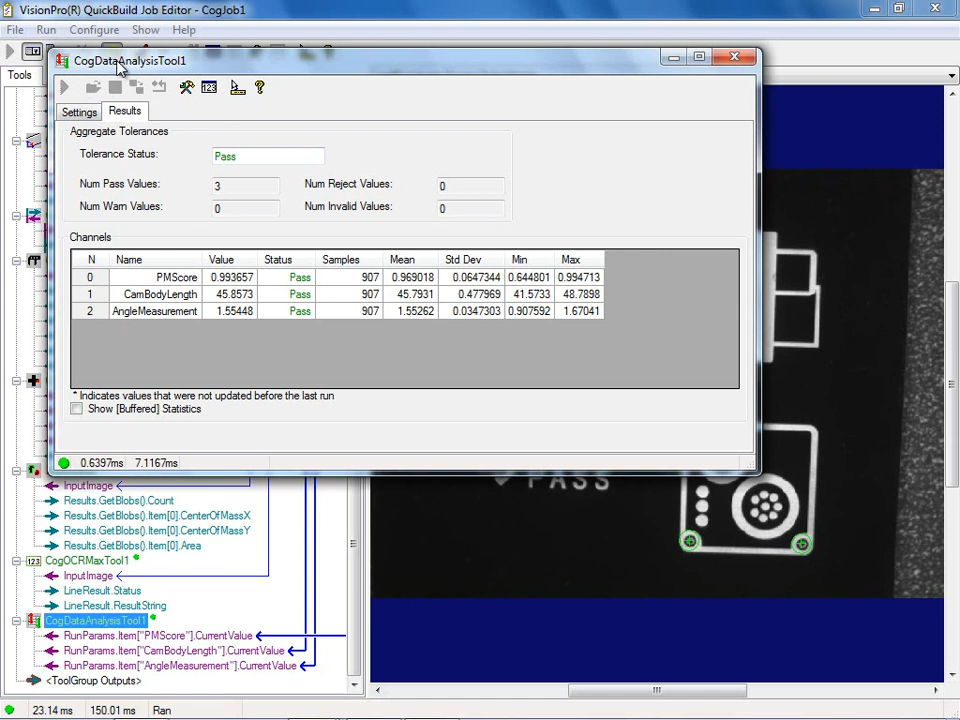 VisionPro(R) QuickBuild Job Editor - CogJob1
File Run Configure Show Help
Tools
CogDataAnalysisTool1
Settings Results
Aggregate Tolerances
Tolerance Status: Pass
Num Pass Values: 3 Num Reject Values: 0
Num Warn Values: 0 Num Invalid Values: 0
Channels
N Name Value Status Samples Mean Std Dev Min Max
0 PMScore 0.993657 Pass 907 0.969018 0.0647344 0.644801 0.994713
1 CamBodyLength 45.8573 Pass 907 45.7931 0.477969 41.5733 48.7898
2 AngleMeasurement 1.55448 Pass 907 1.55262 0.0347303 0.907592 1.67041
* Indicates values that were not updated before the last run
Show [Buffered] Statistics
0.6397ms 7.1167ms
PASS
InputImage
Results.GetBlobs().Count
Results.GetBlobs().Item[0].CenterOfMassX
Results.GetBlobs().Item[0].CenterOfMassY
Results.GetBlobs().Item[0].Area
CogOCRMaxTool1
InputImage
LineResult.Status
LineResult.ResultString
CogDataAnalysisTool1
RunParams.Item["PMScore"].CurrentValue
RunParams.Item["CamBodyLength"].CurrentValue
RunParams.Item["AngleMeasurement"].CurrentValue
<ToolGroup Outputs>
23.14 ms 150.01 ms Ran